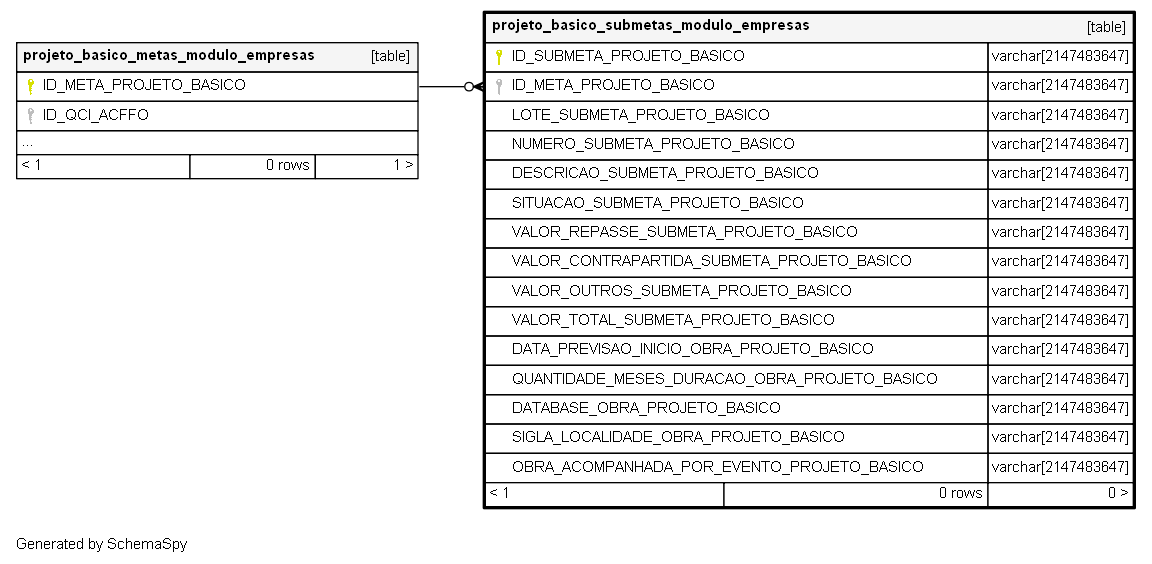 projeto_basico_metas_modulo_empresas [table]
ID_META_PROJETO_BASICO
ID_QCI_ACFFO
...
< 1 0 rows 1 >
projeto_basico_submetas_modulo_empresas [table]
ID_SUBMETA_PROJETO_BASICO varchar[2147483647]
ID_META_PROJETO_BASICO varchar[2147483647]
LOTE_SUBMETA_PROJETO_BASICO varchar[2147483647]
NUMERO_SUBMETA_PROJETO_BASICO varchar[2147483647]
DESCRICAO_SUBMETA_PROJETO_BASICO varchar[2147483647]
SITUACAO_SUBMETA_PROJETO_BASICO varchar[2147483647]
VALOR_REPASSE_SUBMETA_PROJETO_BASICO varchar[2147483647]
VALOR_CONTRAPARTIDA_SUBMETA_PROJETO_BASICO varchar[2147483647]
VALOR_OUTROS_SUBMETA_PROJETO_BASICO varchar[2147483647]
VALOR_TOTAL_SUBMETA_PROJETO_BASICO varchar[2147483647]
DATA_PREVISAO_INICIO_OBRA_PROJETO_BASICO varchar[2147483647]
QUANTIDADE_MESES_DURACAO_OBRA_PROJETO_BASICO varchar[2147483647]
DATABASE_OBRA_PROJETO_BASICO varchar[2147483647]
SIGLA_LOCALIDADE_OBRA_PROJETO_BASICO varchar[2147483647]
OBRA_ACOMPANHADA_POR_EVENTO_PROJETO_BASICO varchar[2147483647]
< 1 0 rows 0 >
Generated by SchemaSpy